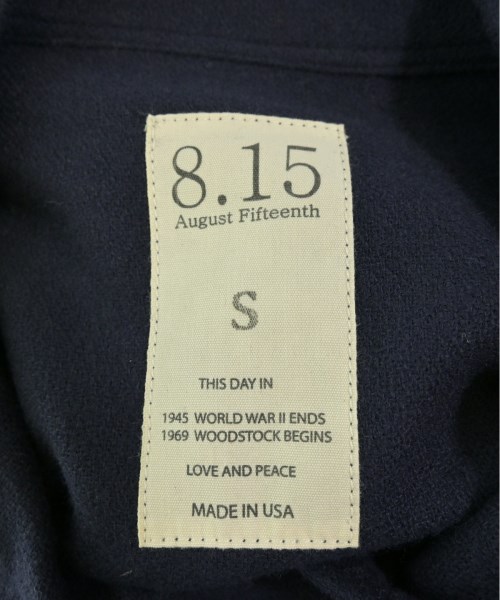 8.15
August Fifteenth
S
THIS DAY IN
1945 WORLD WAR II ENDS
1969 WOODSTOCK BEGINS
LOVE AND PEACE
MADE IN USA